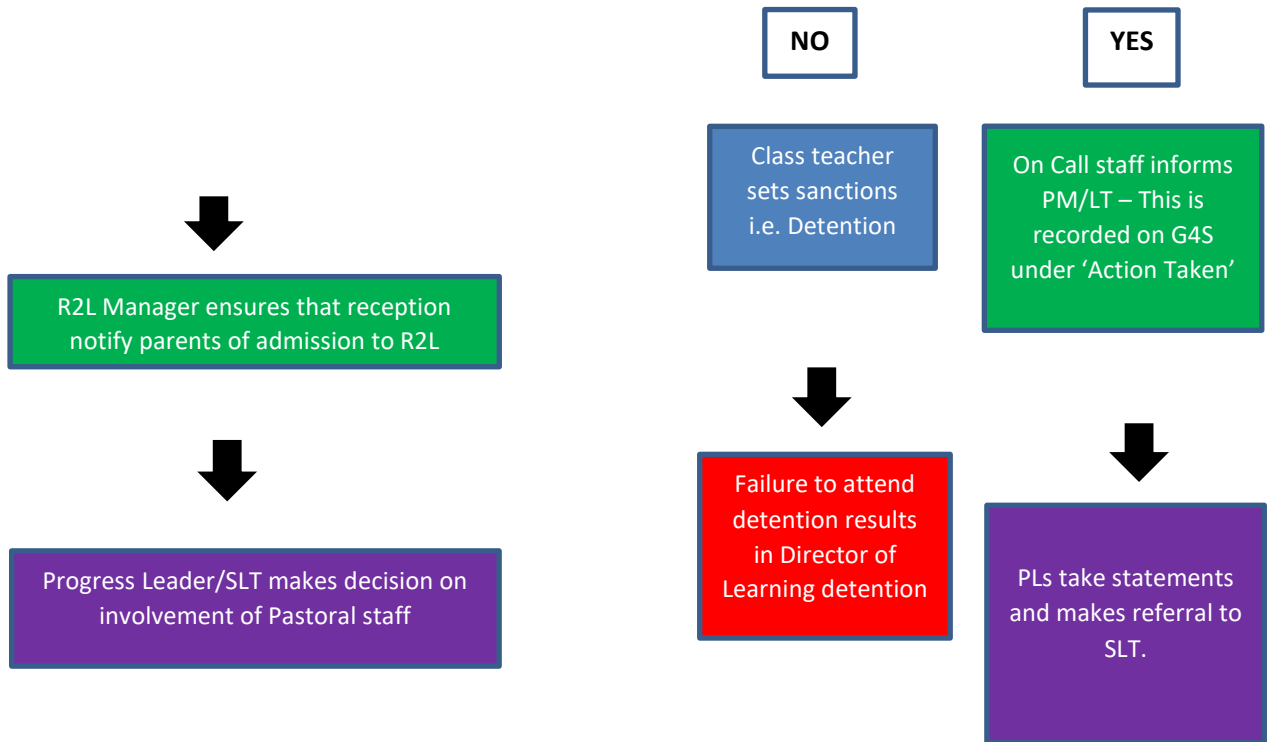 NO
YES
Class teacher
sets sanctions
i.e. Detention
On Call staff informs
PM/LT – This is
recorded on G4S
under ‘Action Taken’
R2L Manager ensures that reception
notify parents of admission to R2L
Failure to attend
detention results
in Director of
Learning detention
Progress Leader/SLT makes decision on
involvement of Pastoral staff
PLs take statements
and makes referral to
SLT.